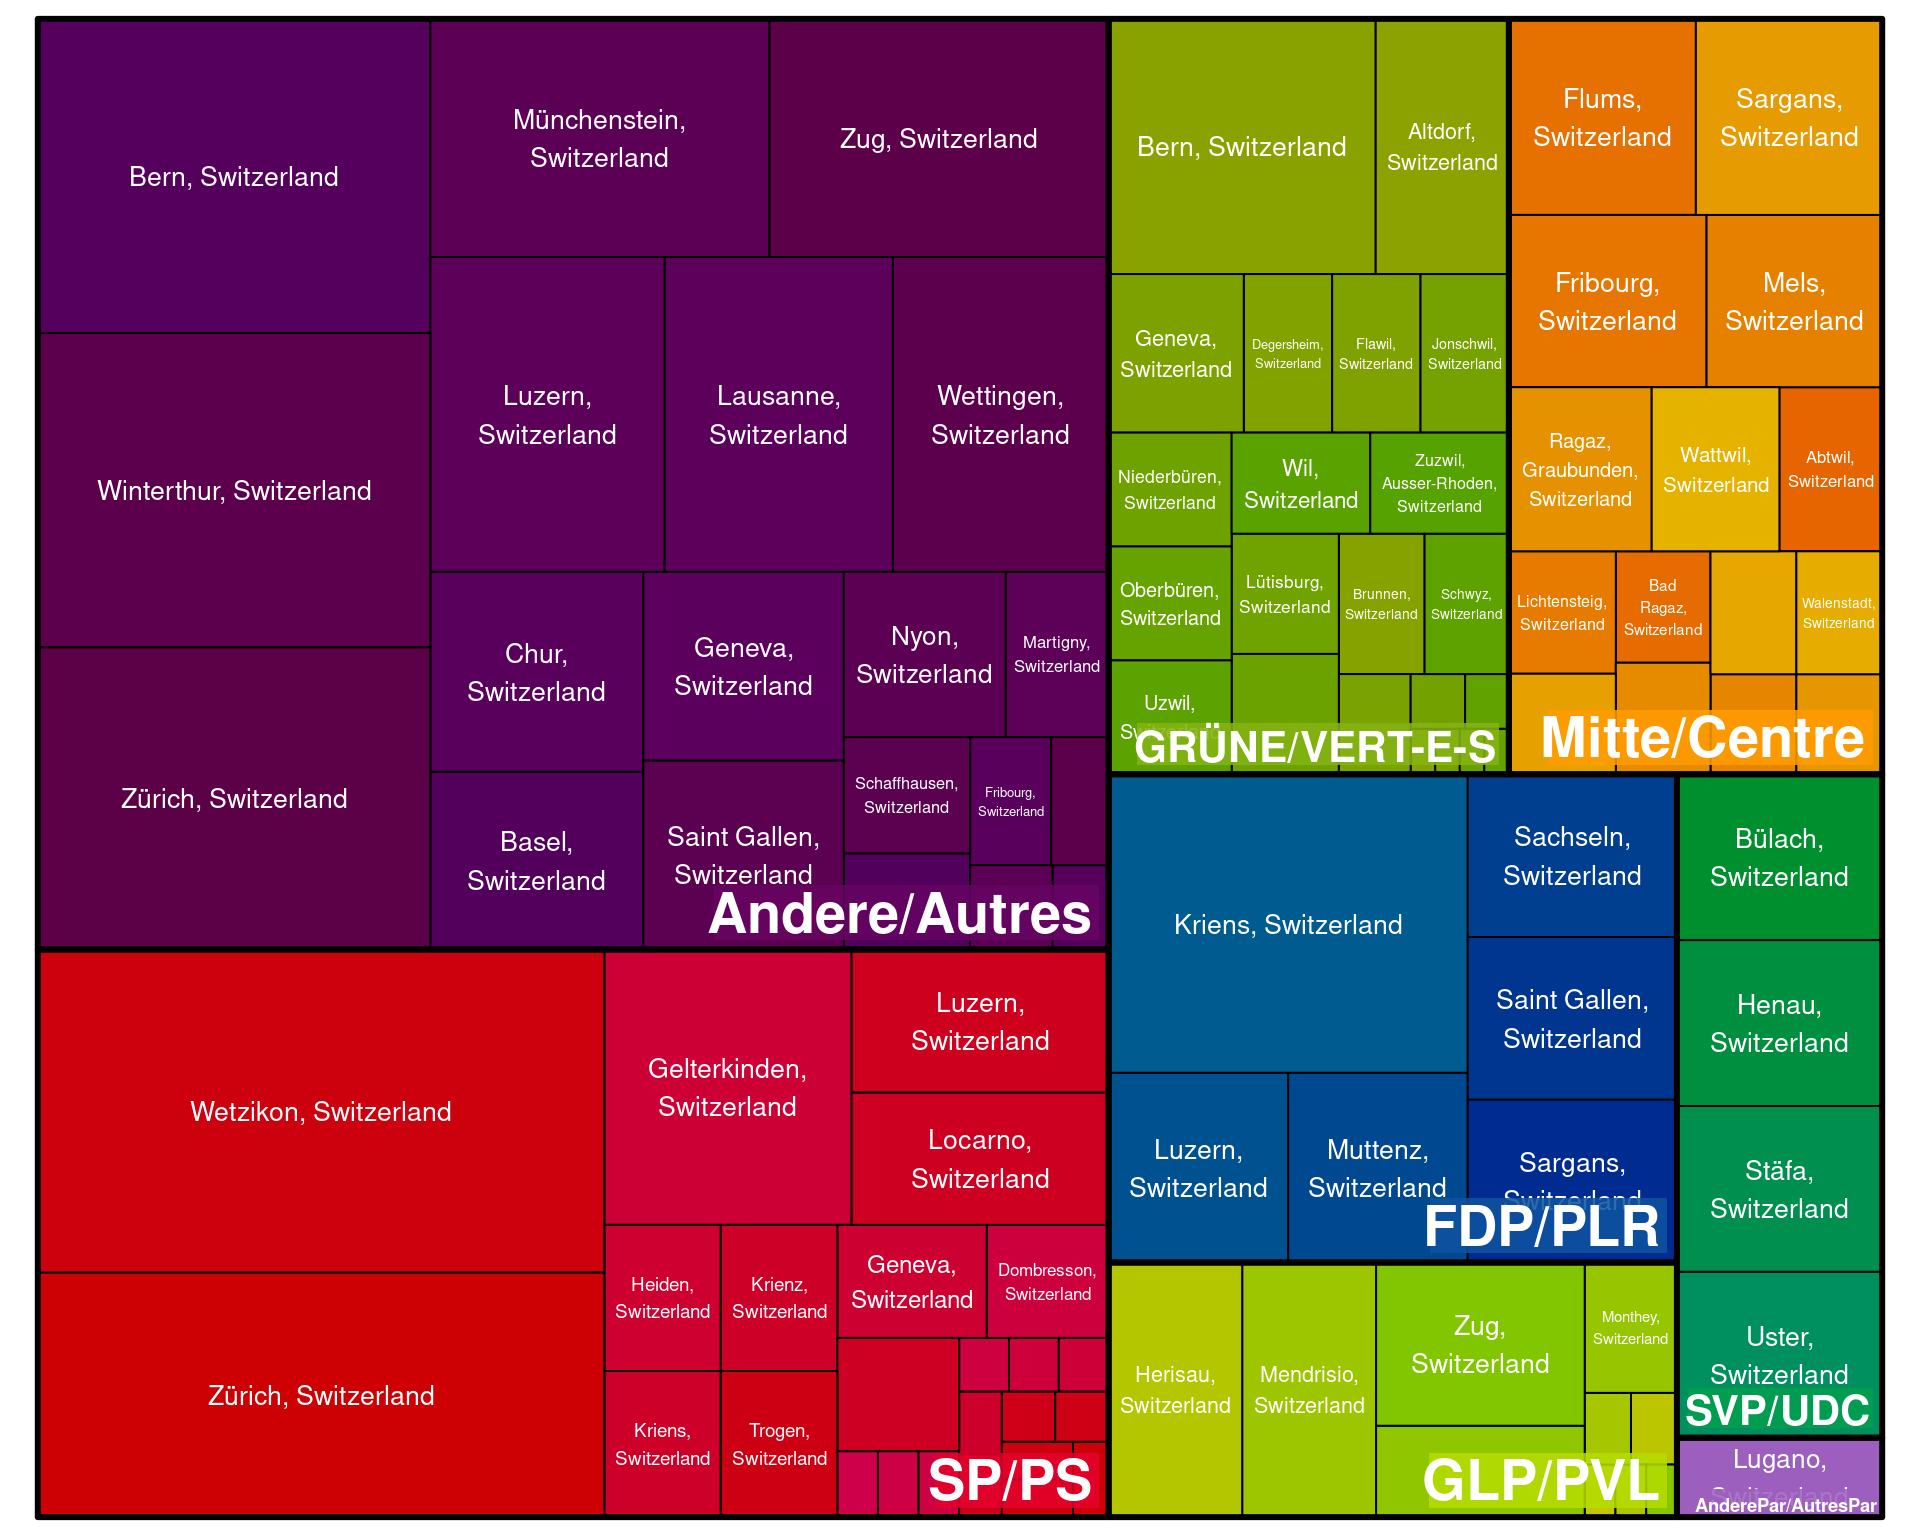 Bern, Switzerland
Winterthur, Switzerland
Zürich, Switzerland
Münchenstein,
Switzerland
Zug, Switzerland
Luzern,
Switzerland
Lausanne,
Switzerland
Wettingen,
Switzerland
Chur,
Switzerland
Basel,
Switzerland
Geneva,
Switzerland
Saint Gallen,
Switzerland
Nyon,
Switzerland
Martigny,
Switzerland
Schaffhausen,
Switzerland
Fribourg,
Switzerland
Andere/Autres
Wetzikon, Switzerland
Zürich, Switzerland
Gelterkinden,
Switzerland
Luzern,
Switzerland
Locarno,
Switzerland
Heiden,
Switzerland
Krienz,
Switzerland
Kriens,
Switzerland
Trogen,
Switzerland
Geneva,
Switzerland
Dombresson,
Switzerland
SP/PS
Bern, Switzerland
Altdorf,
Switzerland
Geneva,
Switzerland
Degersheim,
Switzerland
Flawil,
Switzerland
Jonschwil,
Switzerland
Niederbüren,
Switzerland
Oberbüren,
Switzerland
Uzwil,
Switzerland
Wil,
Switzerland
Zuzwil,
Ausser-Rhoden,
Switzerland
Lütisburg,
Switzerland
Brunnen,
Switzerland
Schwyz,
Switzerland
GRÜNE/VERT-E-S
Flums,
Switzerland
Sargans,
Switzerland
Fribourg,
Switzerland
Mels,
Switzerland
Ragaz,
Graubunden,
Switzerland
Wattwil,
Switzerland
Abtwil,
Switzerland
Lichtensteig,
Switzerland
Bad
Ragaz,
Switzerland
Walenstadt,
Switzerland
Mitte/Centre
Kriens, Switzerland
Luzern,
Switzerland
Muttenz,
Switzerland
Sachseln,
Switzerland
Saint Gallen,
Switzerland
Sargans,
Switzerland
FDP/PLR
Herisau,
Switzerland
Mendrisio,
Switzerland
Zug,
Switzerland
Monthey,
Switzerland
GLP/PVL
Bülach,
Switzerland
Henau,
Switzerland
Stäfa,
Switzerland
Uster,
Switzerland
SVP/UDC
Lugano,
Switzerland
AnderePar/AutresPar